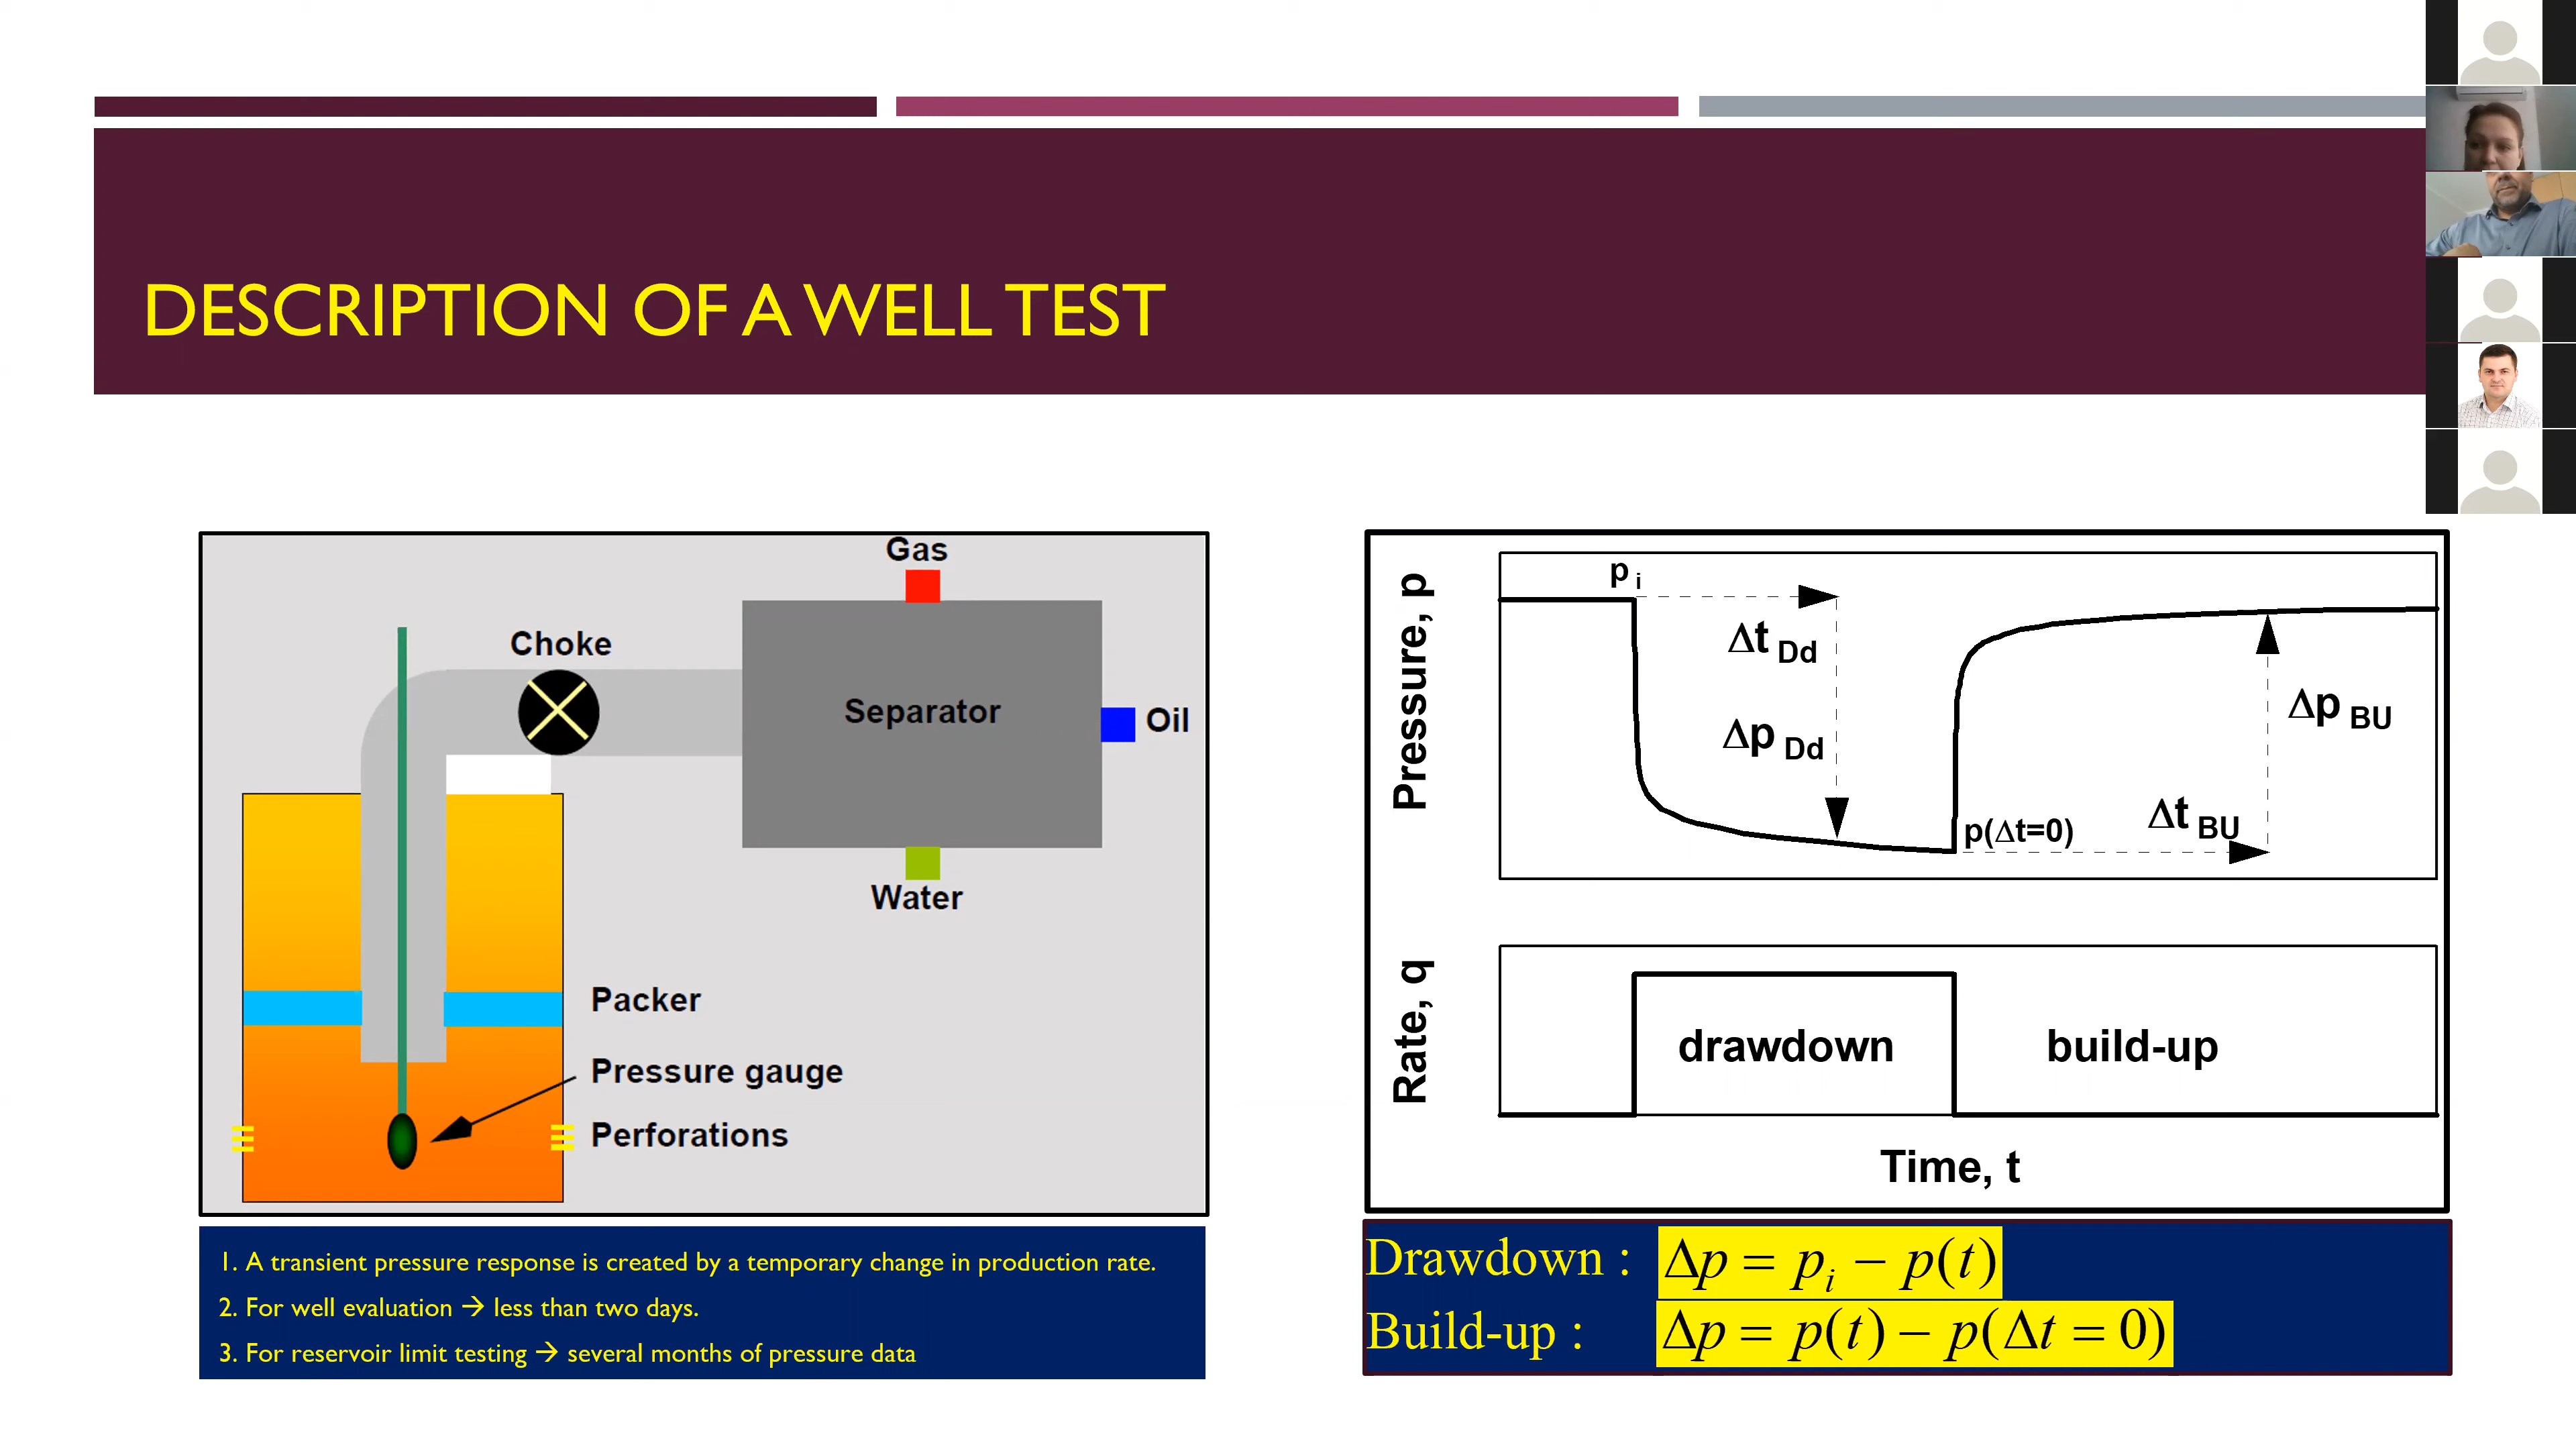 DESCRIPTION OF A WELL TEST
Gas
Choke
Separator
Oil
Water
Packer
Pressure gauge
Perforations
1. A transient pressure response is created by a temporary change in production rate.
2. For well evaluation → less than two days.
3. For reservoir limit testing → several months of pressure data
Pressure, p
p i
Δt Dd
Δp Dd
Δp BU
p(Δt=0)
Δt BU
Rate, q
drawdown
build-up
Time, t
Drawdown : Δp = pi − p(t)
Build-up : Δp = p(t) − p(Δt = 0)